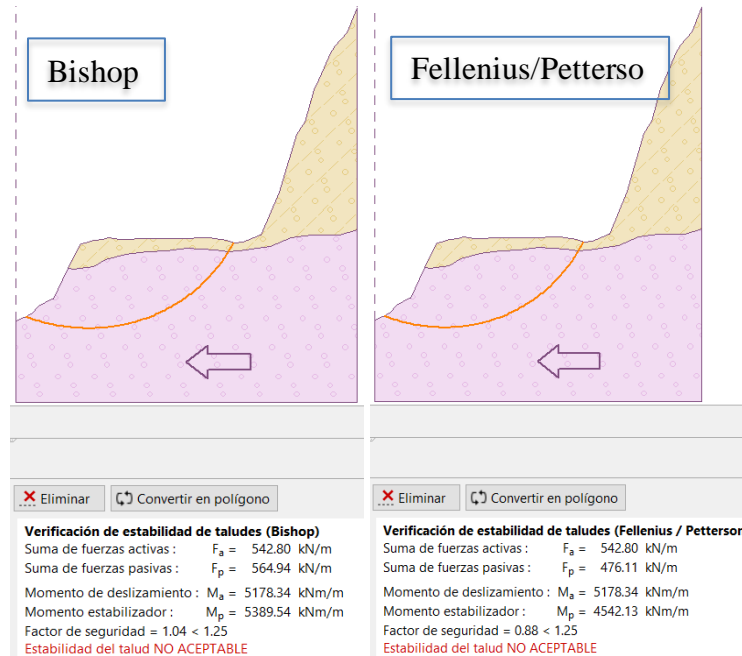 Bishop
Fellenius/Petterso
Eliminar
Convertir en polígono
Eliminar
Convertir en polígono
Verificación de estabilidad de taludes (Bishop)
Suma de fuerzas activas : Fa = 542.80 kN/m
Suma de fuerzas pasivas : Fp = 564.94 kN/m
Momento de deslizamiento : Ma = 5178.34 kNm/m
Momento estabilizador : Mp = 5389.54 kNm/m
Factor de seguridad = 1.04 < 1.25
Estabilidad del talud NO ACEPTABLE
Verificación de estabilidad de taludes (Fellenius / Petterson
Suma de fuerzas activas : Fa = 542.80 kN/m
Suma de fuerzas pasivas : Fp = 476.11 kN/m
Momento de deslizamiento : Ma = 5178.34 kNm/m
Momento estabilizador : Mp = 4542.13 kNm/m
Factor de seguridad = 0.88 < 1.25
Estabilidad del talud NO ACEPTABLE